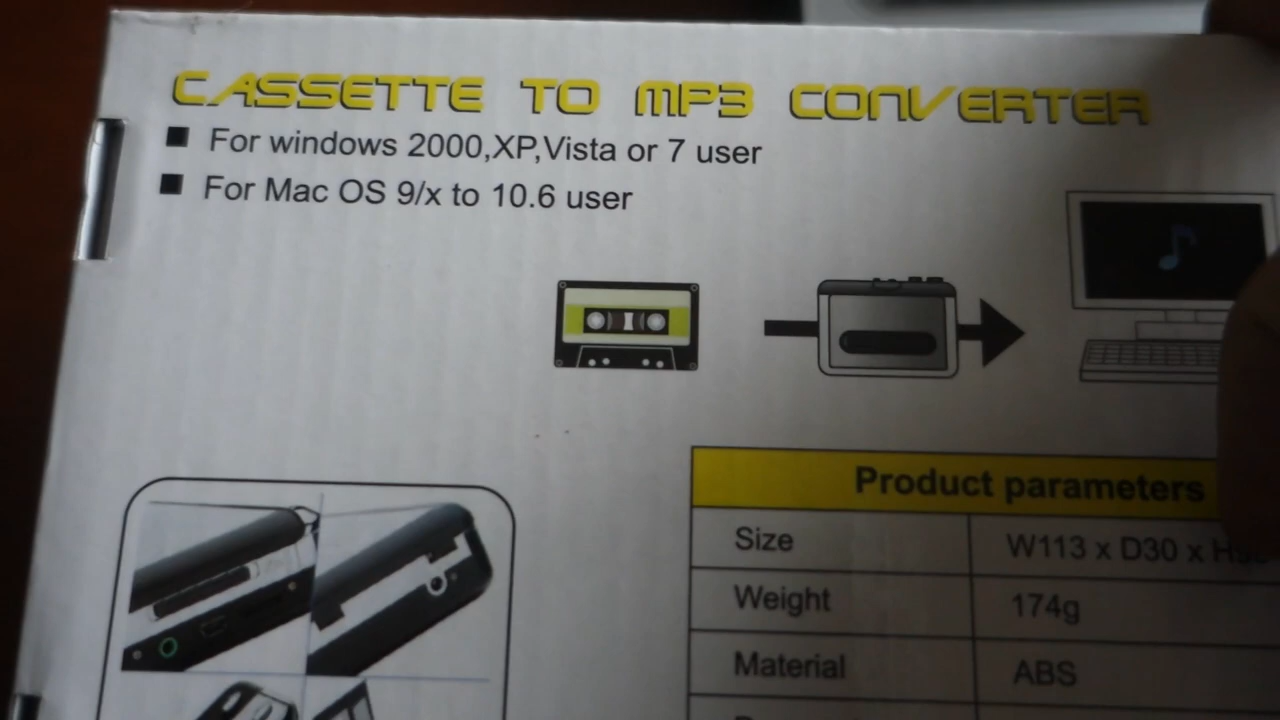 CASSETTE TO MP3 CONVERTER
For windows 2000,XP,Vista or 7 user
For Mac OS 9/x to 10.6 user
Product parameters
Size W113 x D30 x
Weight 174g
Material ABS